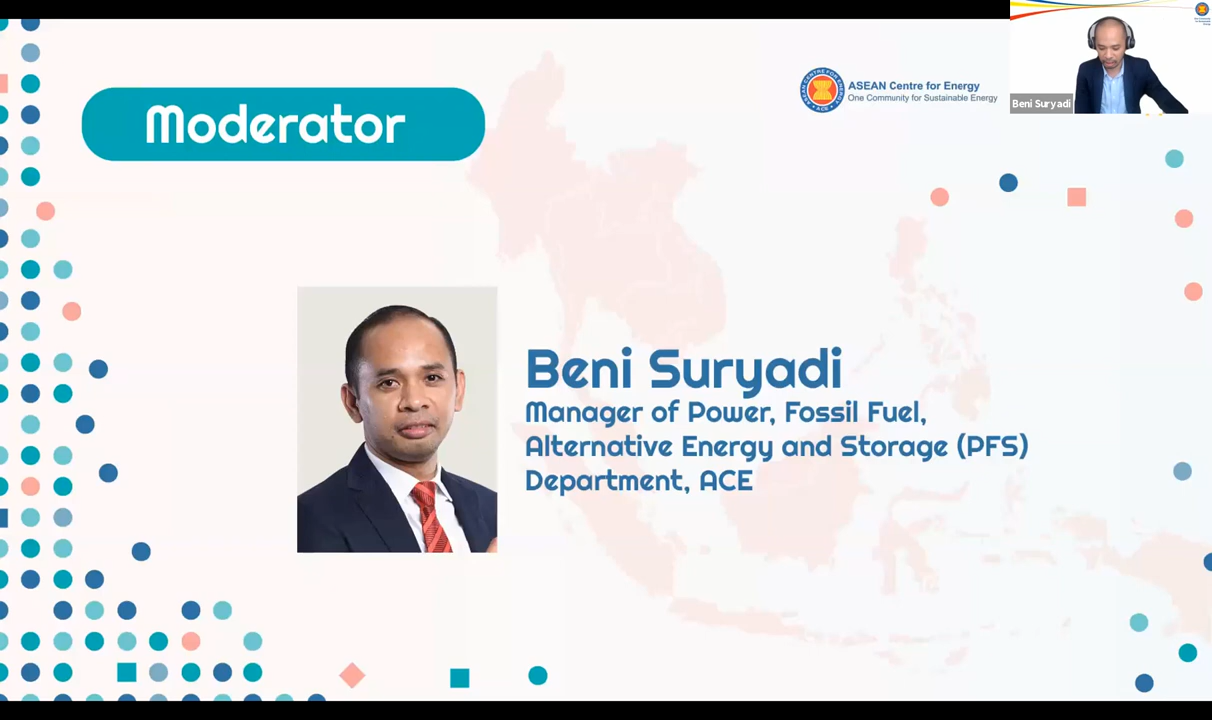 Moderator
ASEAN Centre for Energy
One Community for Sustainable Energy
Beni Suryadi
Beni Suryadi
Manager of Power, Fossil Fuel,
Alternative Energy and Storage (PFS)
Department, ACE